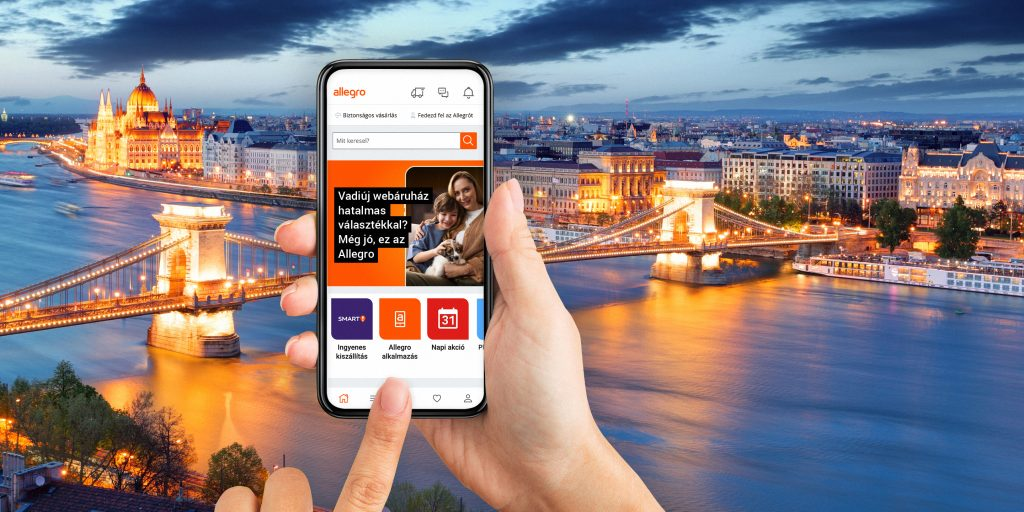 allegro
Biztonságos vásárlás
Fedezd fel az Allegrót
Mit keresel?
Vadiúj webáruház
hatalmas
választékkal?
Még jó, ez az
Allegro
SMART!
a
31
Ingyenes
kiszállítás
Allegro
alkalmazás
Napi akció